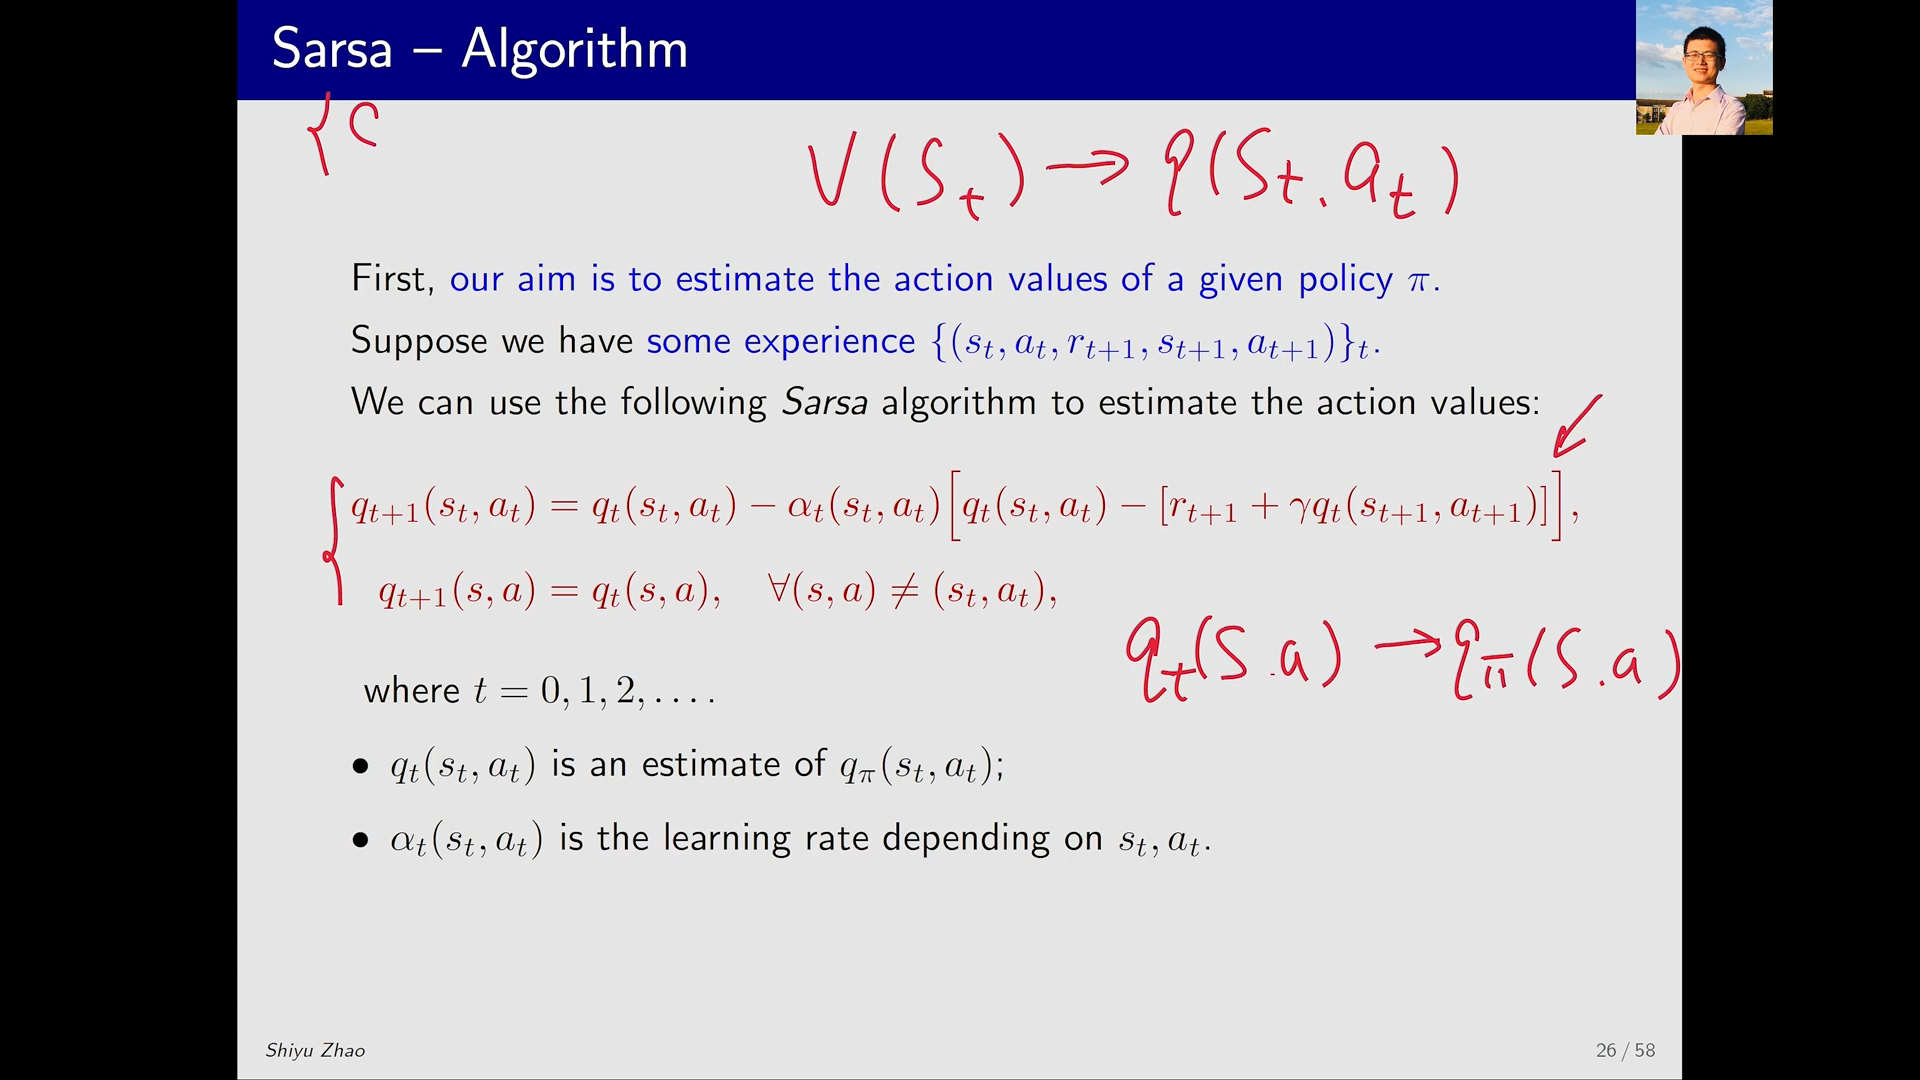 Sarsa – Algorithm
V(S_t) → q(S_t, a_t)
First, our aim is to estimate the action values of a given policy π.
Suppose we have some experience {(s_t, a_t, r_{t+1}, s_{t+1}, a_{t+1})}_t.
We can use the following Sarsa algorithm to estimate the action values:
q_{t+1}(s_t, a_t) = q_t(s_t, a_t) − α_t(s_t, a_t)[q_t(s_t, a_t) − [r_{t+1} + γq_t(s_{t+1}, a_{t+1})]],
q_{t+1}(s, a) = q_t(s, a), ∀(s, a) ≠ (s_t, a_t),
q_t(S.a) → q_π(S.a)
where t = 0, 1, 2, . . . .
• q_t(s_t, a_t) is an estimate of q_π(s_t, a_t);
• α_t(s_t, a_t) is the learning rate depending on s_t, a_t.
Shiyu Zhao
26 / 58